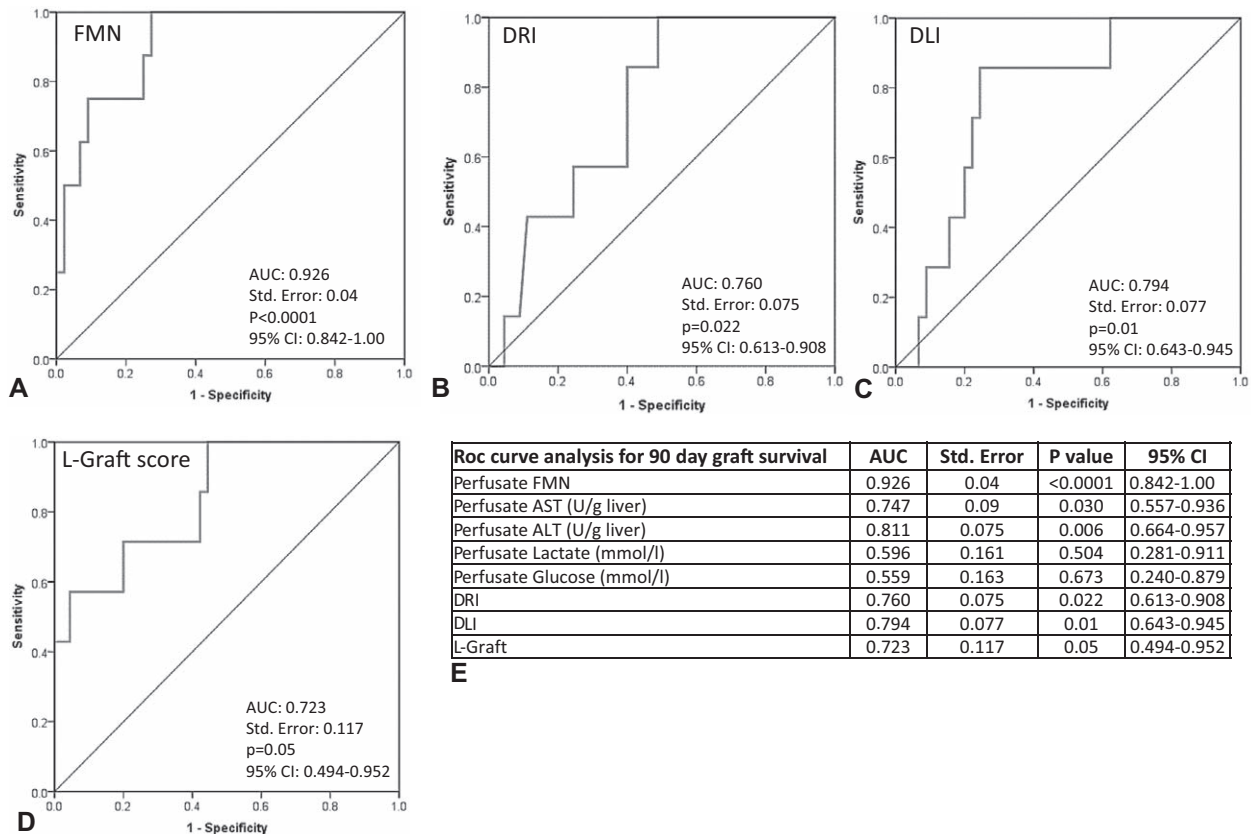 FMN
1.0
0.8
0.6
0.4
0.2
0.0
Sensitivity
AUC: 0.926
Std. Error: 0.04
P<0.0001
95% CI: 0.842-1.00
0.0 0.2 0.4 0.6 0.8 1.0
1 - Specificity
A
DRI
1.0
0.8
0.6
0.4
0.2
0.0
Sensitivity
AUC: 0.760
Std. Error: 0.075
p=0.022
95% CI: 0.613-0.908
0.0 0.2 0.4 0.6 0.8 1.0
1 - Specificity
B
DLI
1.0
0.8
0.6
0.4
0.2
0.0
Sensitivity
AUC: 0.794
Std. Error: 0.077
p=0.01
95% CI: 0.643-0.945
0.0 0.2 0.4 0.6 0.8 1.0
1 - Specificity
C
L-Graft score
1.0
0.8
0.6
0.4
0.2
0.0
Sensitivity
AUC: 0.723
Std. Error: 0.117
p=0.05
95% CI: 0.494-0.952
0.0 0.2 0.4 0.6 0.8 1.0
1 - Specificity
D
Roc curve analysis for 90 day graft survival AUC Std. Error P value 95% CI
Perfusate FMN 0.926 0.04 <0.0001 0.842-1.00
Perfusate AST (U/g liver) 0.747 0.09 0.030 0.557-0.936
Perfusate ALT (U/g liver) 0.811 0.075 0.006 0.664-0.957
Perfusate Lactate (mmol/l) 0.596 0.161 0.504 0.281-0.911
Perfusate Glucose (mmol/l) 0.559 0.163 0.673 0.240-0.879
DRI 0.760 0.075 0.022 0.613-0.908
DLI 0.794 0.077 0.01 0.643-0.945
L-Graft 0.723 0.117 0.05 0.494-0.952
E